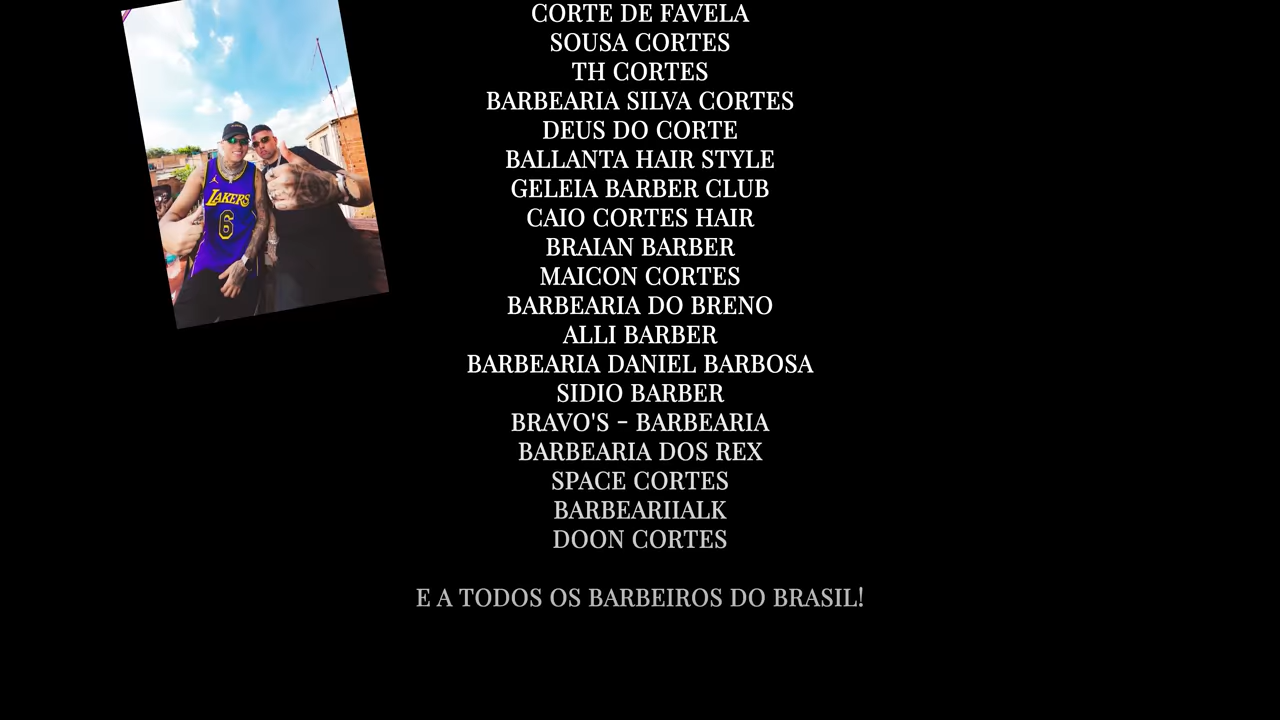 CORTE DE FAVELA
SOUSA CORTES
TH CORTES
BARBEARIA SILVA CORTES
DEUS DO CORTE
BALLANTA HAIR STYLE
GELEIA BARBER CLUB
CAIO CORTES HAIR
BRAIAN BARBER
MAICON CORTES
BARBEARIA DO BRENO
ALLI BARBER
BARBEARIA DANIEL BARBOSA
SIDIO BARBER
BRAVO'S - BARBEARIA
BARBEARIA DOS REX
SPACE CORTES
BARBEARIIALK
DOON CORTES
E A TODOS OS BARBEIROS DO BRASIL!
LAKERS
6